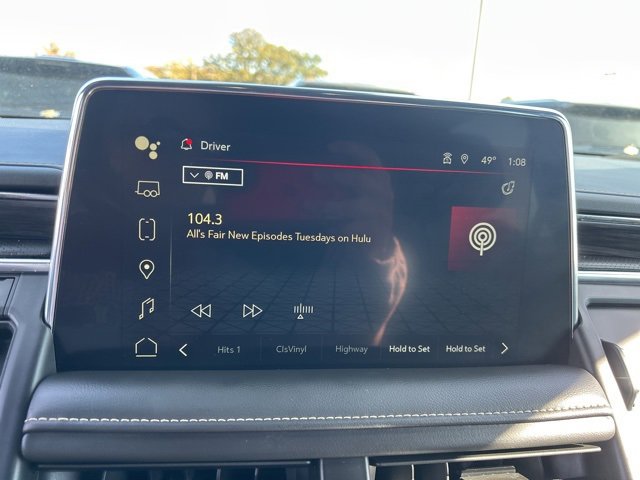 Driver
49° 1:08
FM
104.3
All's Fair New Episodes Tuesdays on Hulu
Hits 1 ClsVinyl Highway Hold to Set Hold to Set